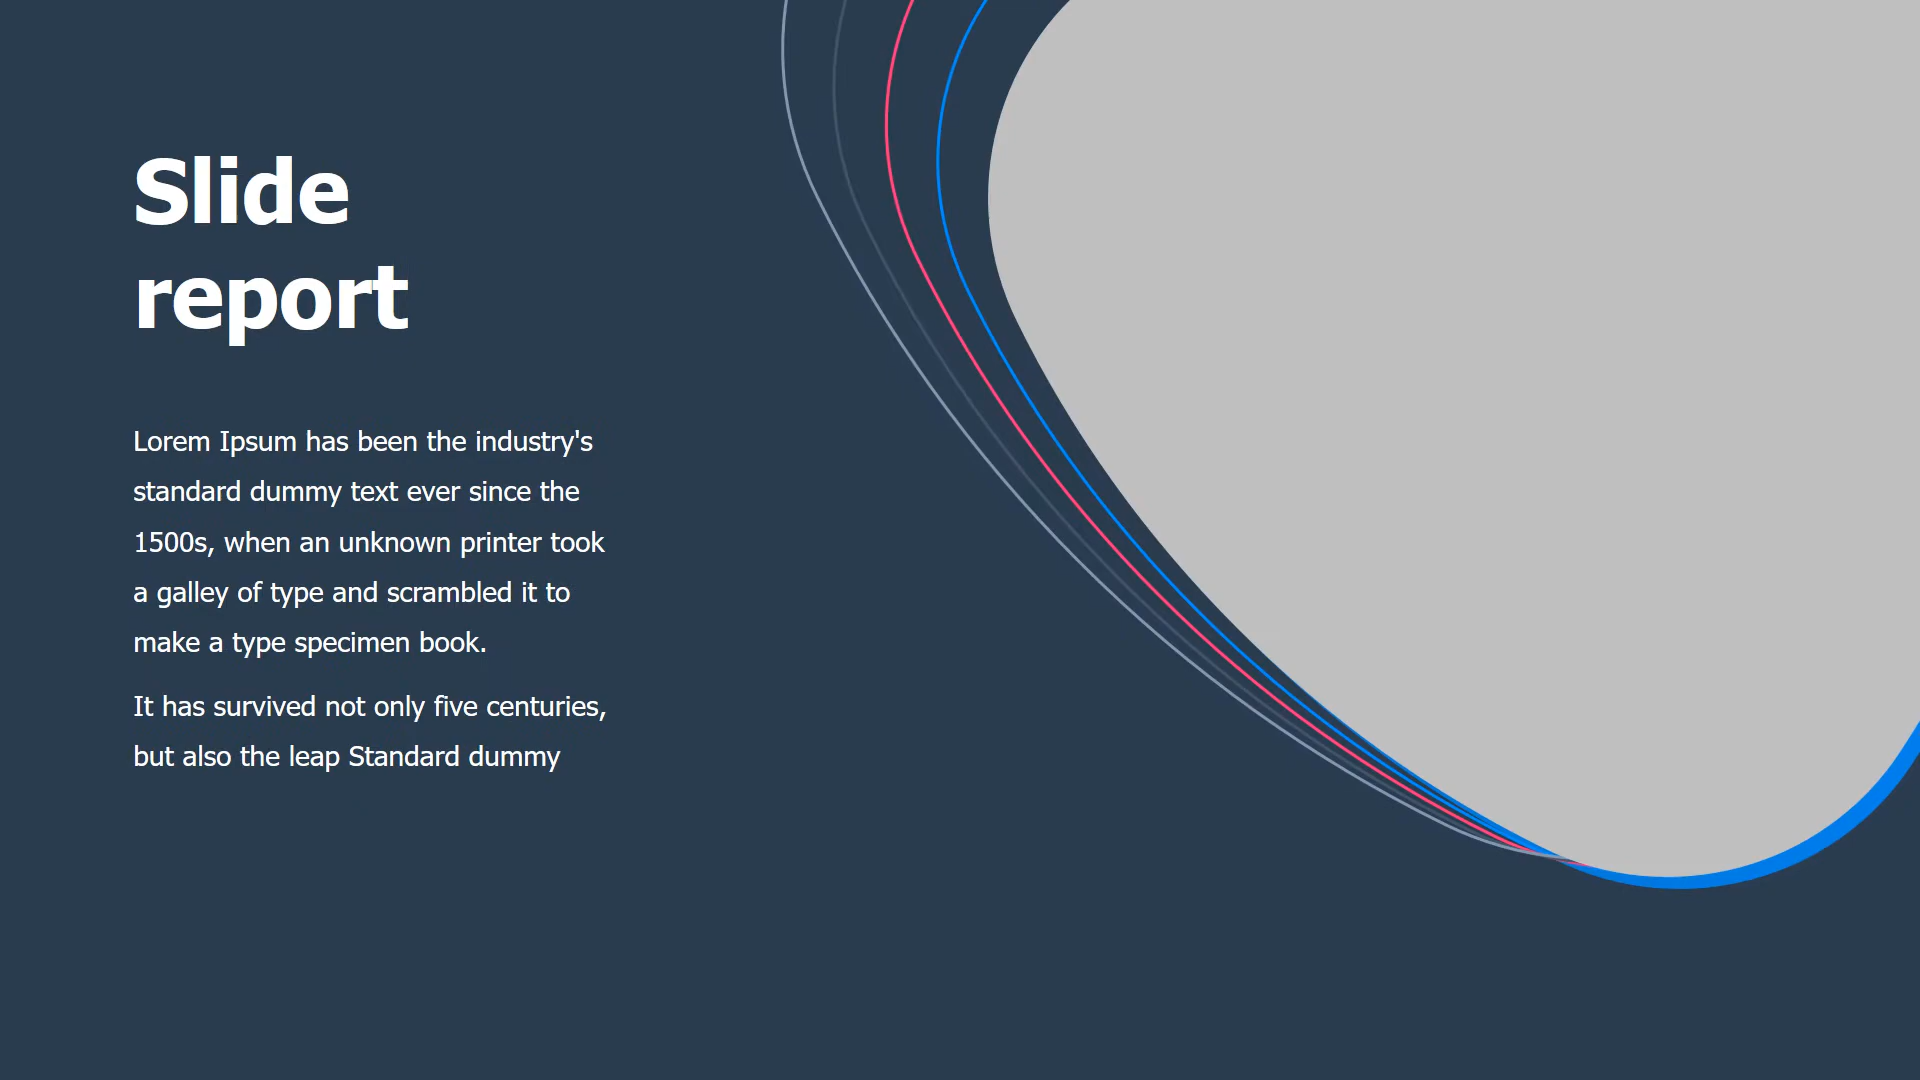 Slide
report
Lorem Ipsum has been the industry's
standard dummy text ever since the
1500s, when an unknown printer took
a galley of type and scrambled it to
make a type specimen book.
It has survived not only five centuries,
but also the leap Standard dummy